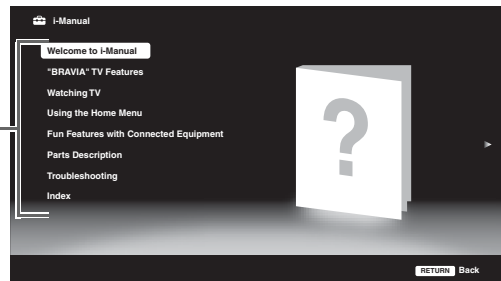 i-Manual
Welcome to i-Manual
"BRAVIA" TV Features
Watching TV
Using the Home Menu
Fun Features with Connected Equipment
Parts Description
Troubleshooting
Index
?
RETURN Back